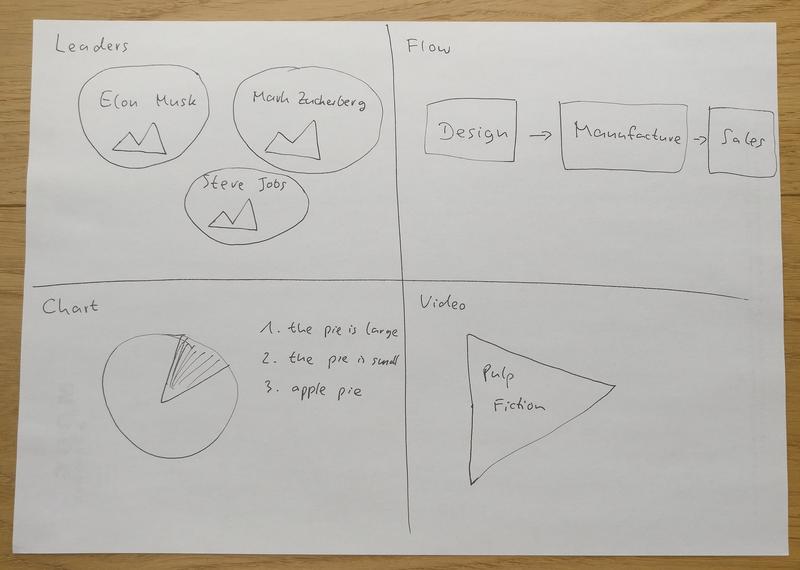 Leaders
Elon Musk
Mark Zuckerberg
Steve Jobs
Flow
Design
Manufacture
Sales
Chart
1. the pie is large
2. the pie is small
3. apple pie
Video
Pulp
Fiction